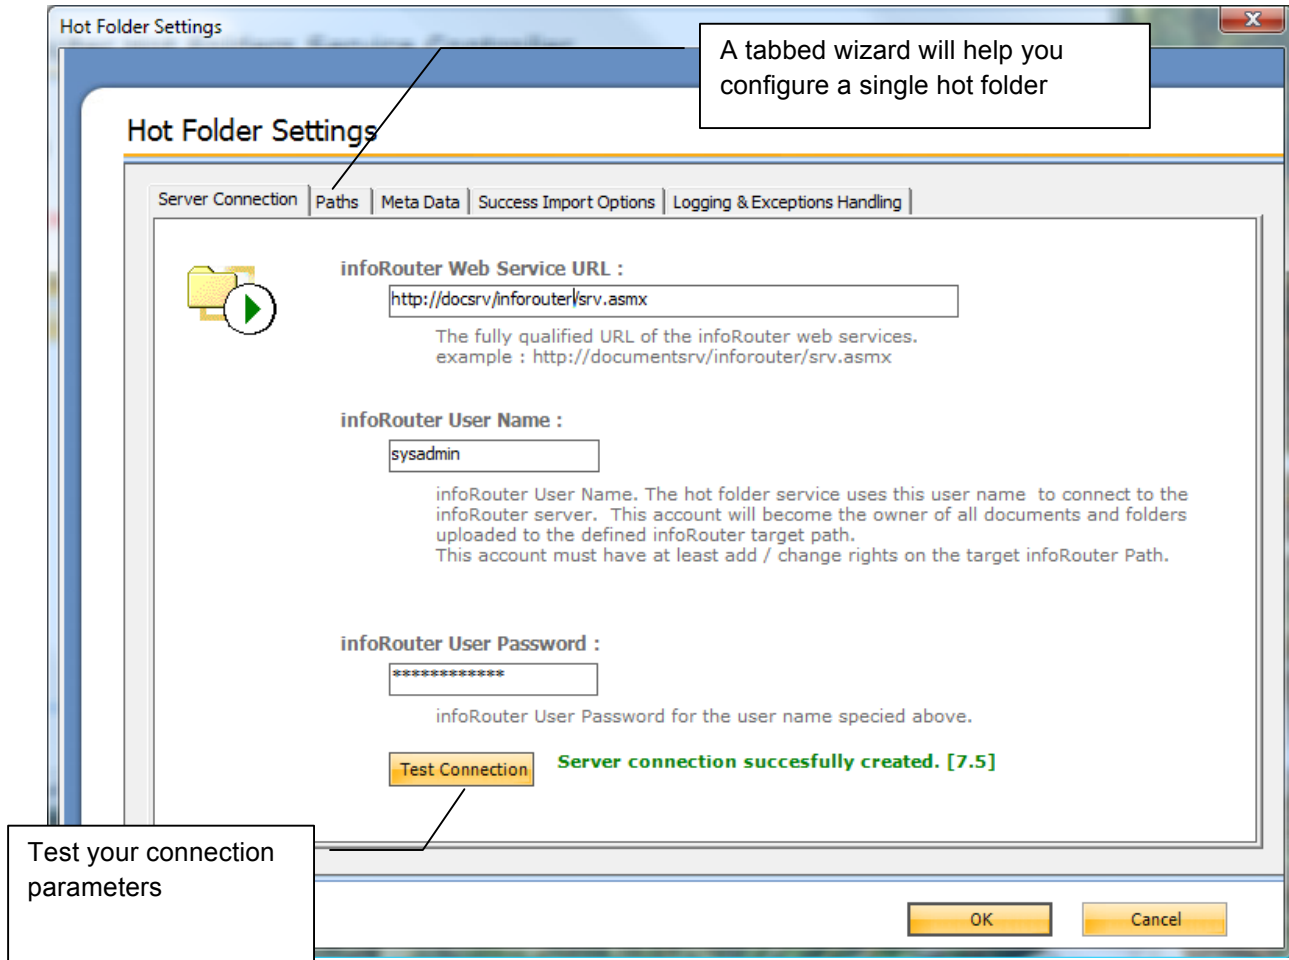 Hot Folder Settings
A tabbed wizard will help you
configure a single hot folder
Hot Folder Settings
Server Connection
Paths
Meta Data
Success Import Options
Logging & Exceptions Handling
infoRouter Web Service URL :
http://docsrv/inforouter/srv.asmx
The fully qualified URL of the infoRouter web services.
example : http://documentsrv/inforouter/srv.asmx
infoRouter User Name :
sysadmin
infoRouter User Name. The hot folder service uses this user name to connect to the
infoRouter server. This account will become the owner of all documents and folders
uploaded to the defined infoRouter target path.
This account must have at least add / change rights on the target infoRouter Path.
infoRouter User Password :
************
infoRouter User Password for the user name specied above.
Test Connection
Server connection succesfully created. [7.5]
Test your connection
parameters
OK
Cancel